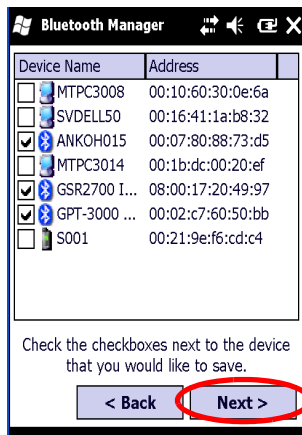 Bluetooth Manager
Device Name Address
MTPC3008 00:10:60:30:0e:6a
SVDELL50 00:16:41:1a:b8:32
ANKOH015 00:07:80:88:73:d5
MTPC3014 00:1b:dc:00:20:ef
GSR2700 I... 08:00:17:20:49:97
GPT-3000 ... 00:02:c7:60:50:bb
S001 00:21:9e:f6:cd:c4
Check the checkboxes next to the device
that you would like to save.
< Back Next >